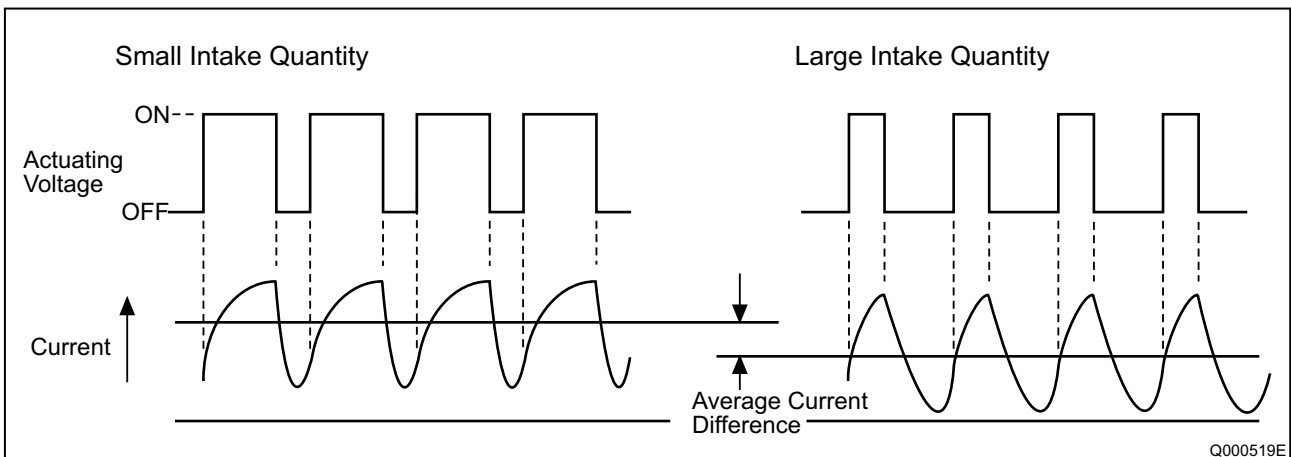 Small Intake Quantity
Large Intake Quantity
ON
Actuating
Voltage
OFF
Current
Average Current
Difference
Q000519E